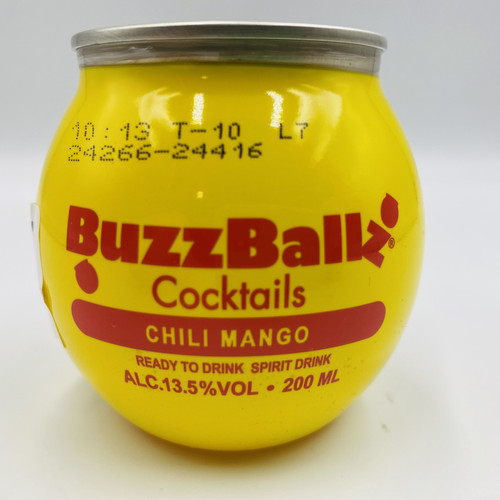 10:13 T-10 L7
24266-24416
BuzzBallz®
Cocktails
CHILI MANGO
READY TO DRINK SPIRIT DRINK
ALC.13.5%VOL • 200 ML